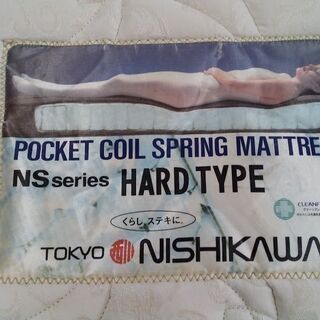 POCKET COIL SPRING MATTRE
NS series HARD TYPE
くらし、ステキに。
TOKYO NISHIKAWA